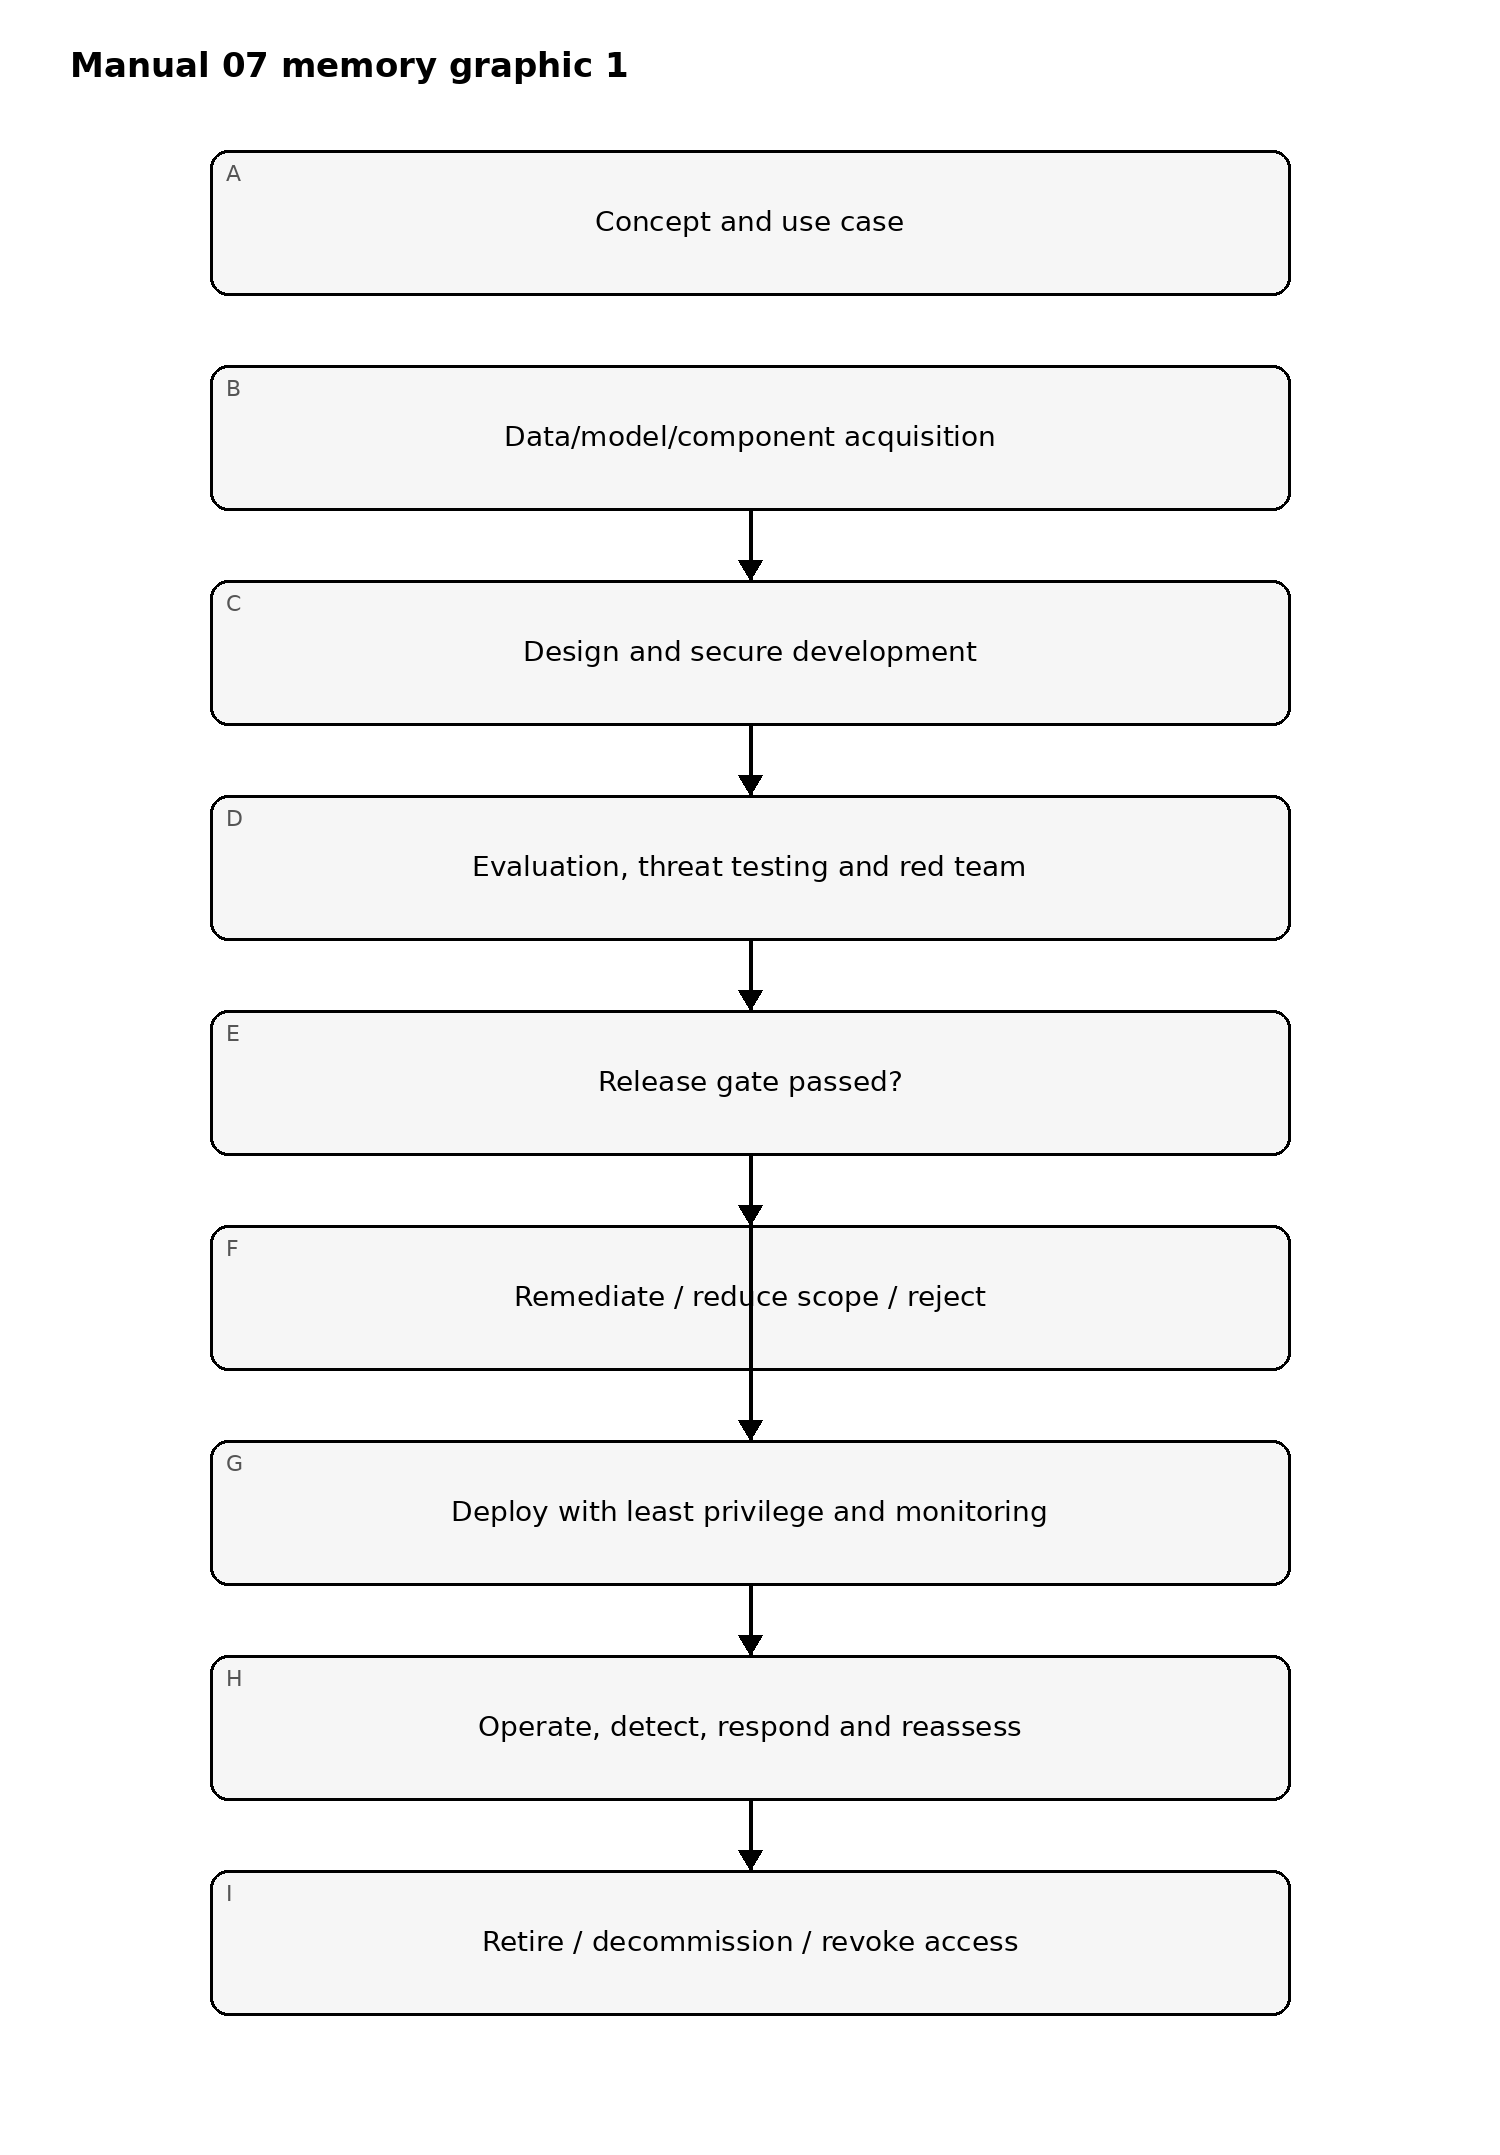 Manual 07 memory graphic 1
A
Concept and use case
B
Data/model/component acquisition
C
Design and secure development
D
Evaluation, threat testing and red team
E
Release gate passed?
F
Remediate / reduce scope / reject
G
Deploy with least privilege and monitoring
H
Operate, detect, respond and reassess
I
Retire / decommission / revoke access